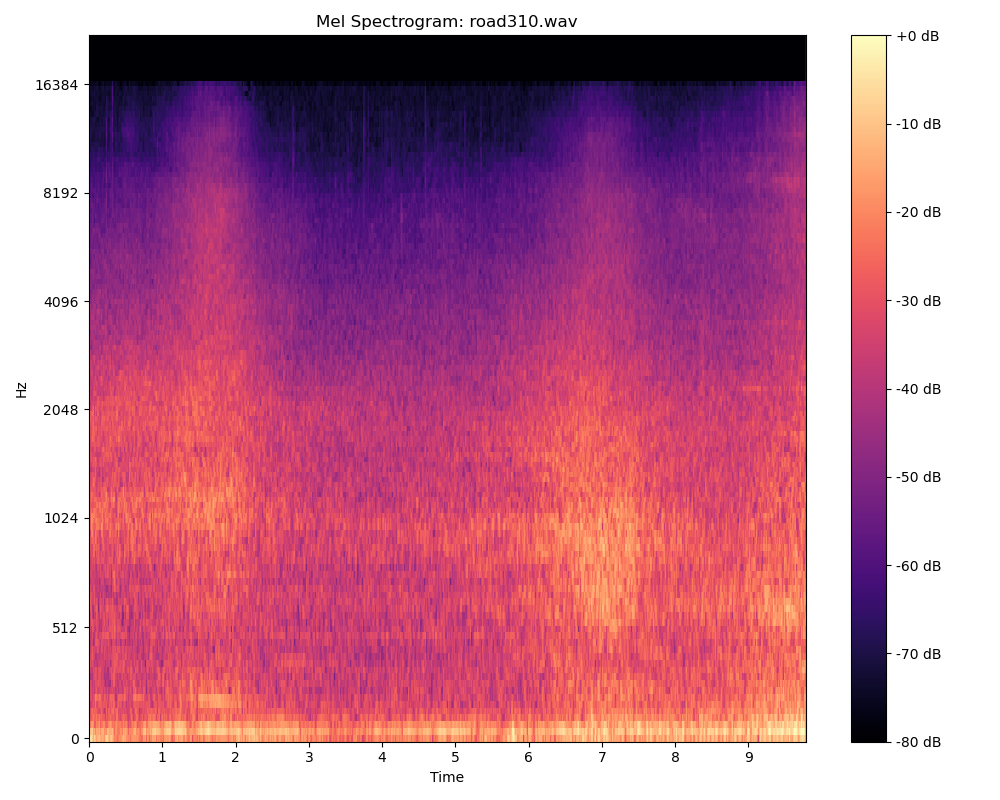 Mel Spectrogram: road310.wav
+0 dB
16384
-10 dB
8192
-20 dB
4096
-30 dB
Hz
-40 dB
2048
-50 dB
1024
-60 dB
512
-70 dB
0
-80 dB
0 1 2 3 4 5 6 7 8 9
Time